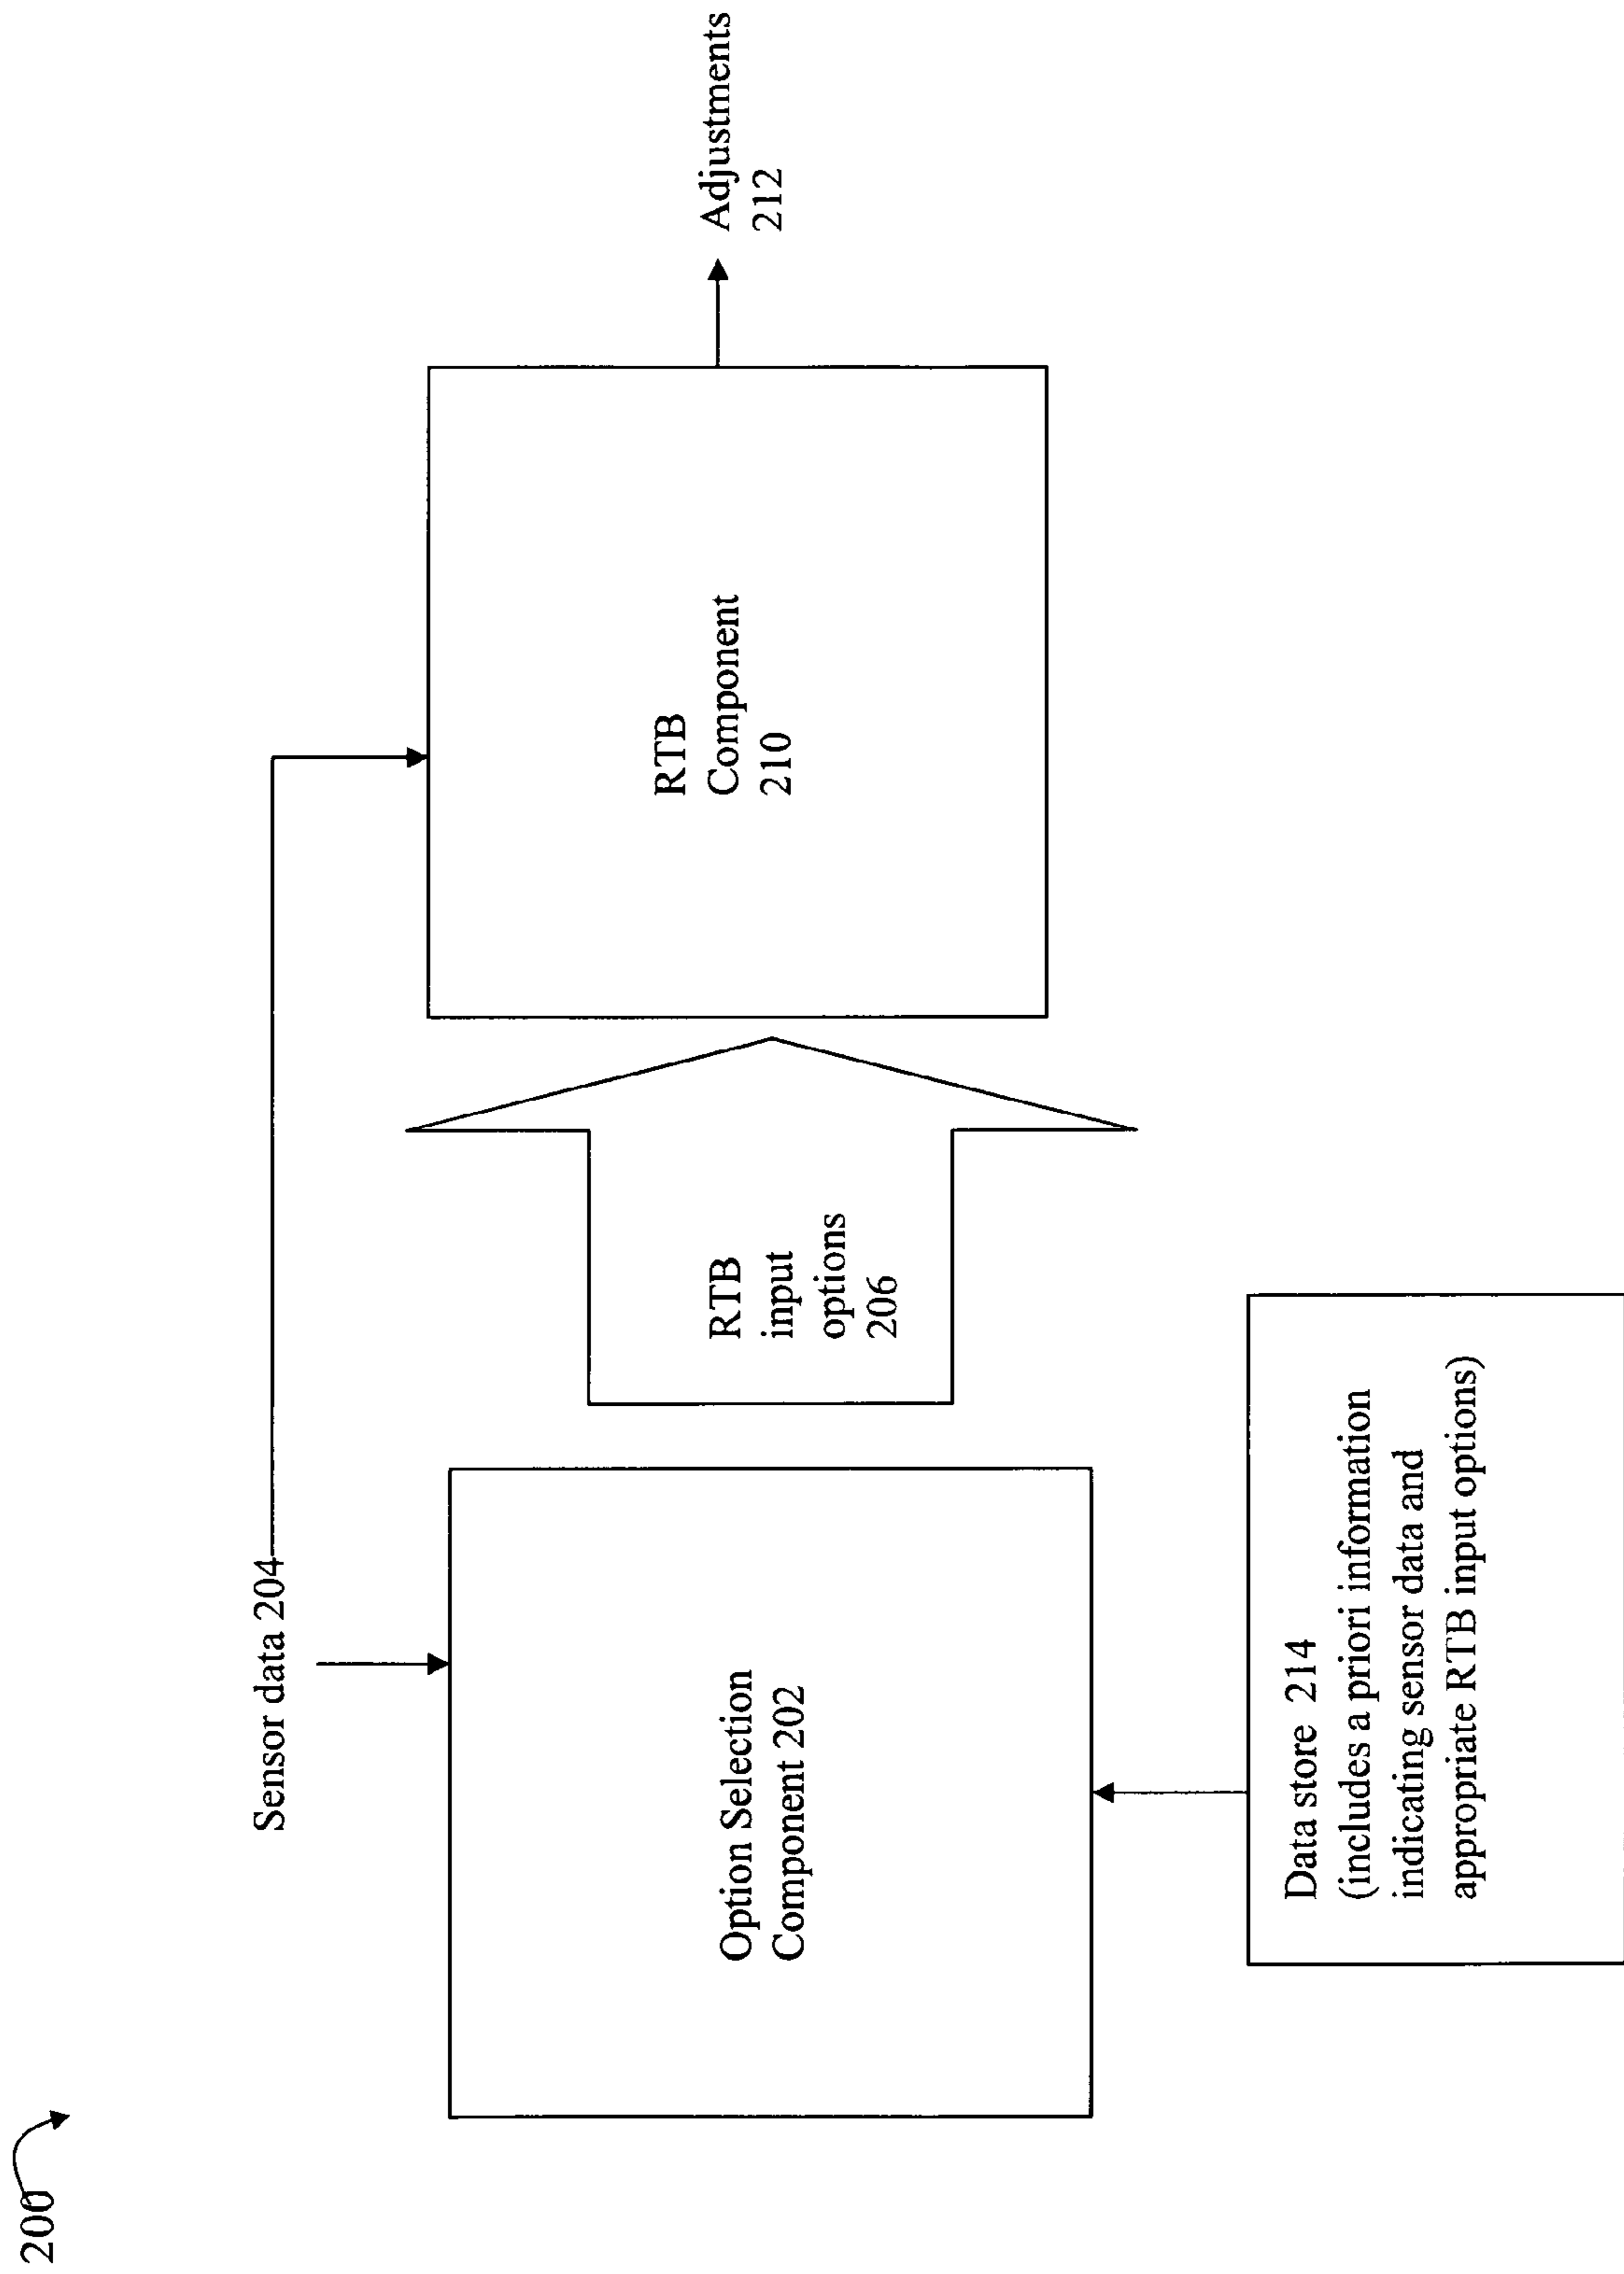 200
Sensor data 204
Option Selection
Component 202
RTB
input
options
206
RTB
Component
210
Adjustments
212
Data store 214
(includes a priori information
indicating sensor data and
appropriate RTB input options)